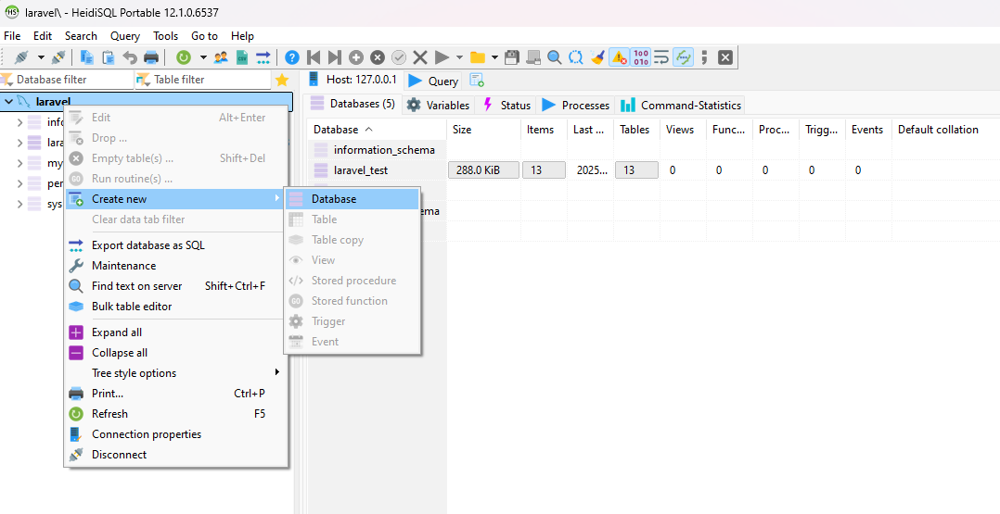 laravel\ - HeidiSQL Portable 12.1.0.6537
File Edit Search Query Tools Go to Help
Database filter Table filter
Host: 127.0.0.1 Query
Databases (5) Variables Status Processes Command-Statistics
laravel
Database Size Items Last ... Tables Views Func... Proc... Trigg... Events Default collation
information_schema
laravel_test 288.0 KiB 13 2025... 13 0 0 0 0 0
ema
info
lara
my
per
sys
Edit Alt+Enter
Drop ...
Empty table(s) ... Shift+Del
Run routine(s) ...
Create new
Clear data tab filter
Export database as SQL
Maintenance
Find text on server Shift+Ctrl+F
Bulk table editor
Expand all
Collapse all
Tree style options
Print... Ctrl+P
Refresh F5
Connection properties
Disconnect
Database
Table
Table copy
View
Stored procedure
Stored function
Trigger
Event